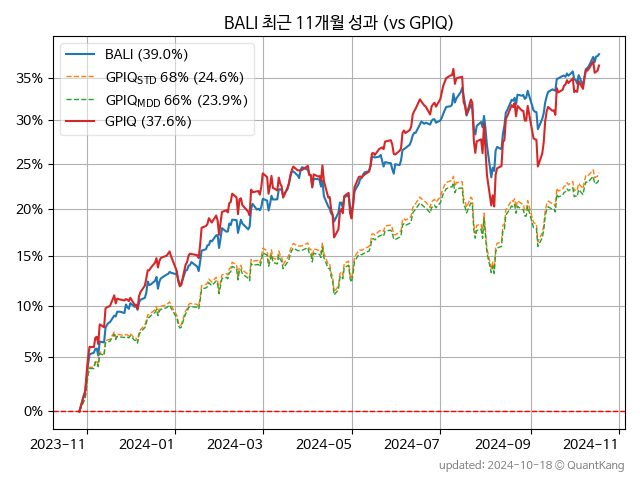 BALI 최근 11개월 성과 (vs GPIQ)
BALI (39.0%)
GPIQSTD 68% (24.6%)
GPIQMDD 66% (23.9%)
GPIQ (37.6%)
35%
30%
25%
20%
15%
10%
5%
0%
2023-11 2024-01 2024-03 2024-05 2024-07 2024-09 2024-11
updated: 2024-10-18 © QuantKang